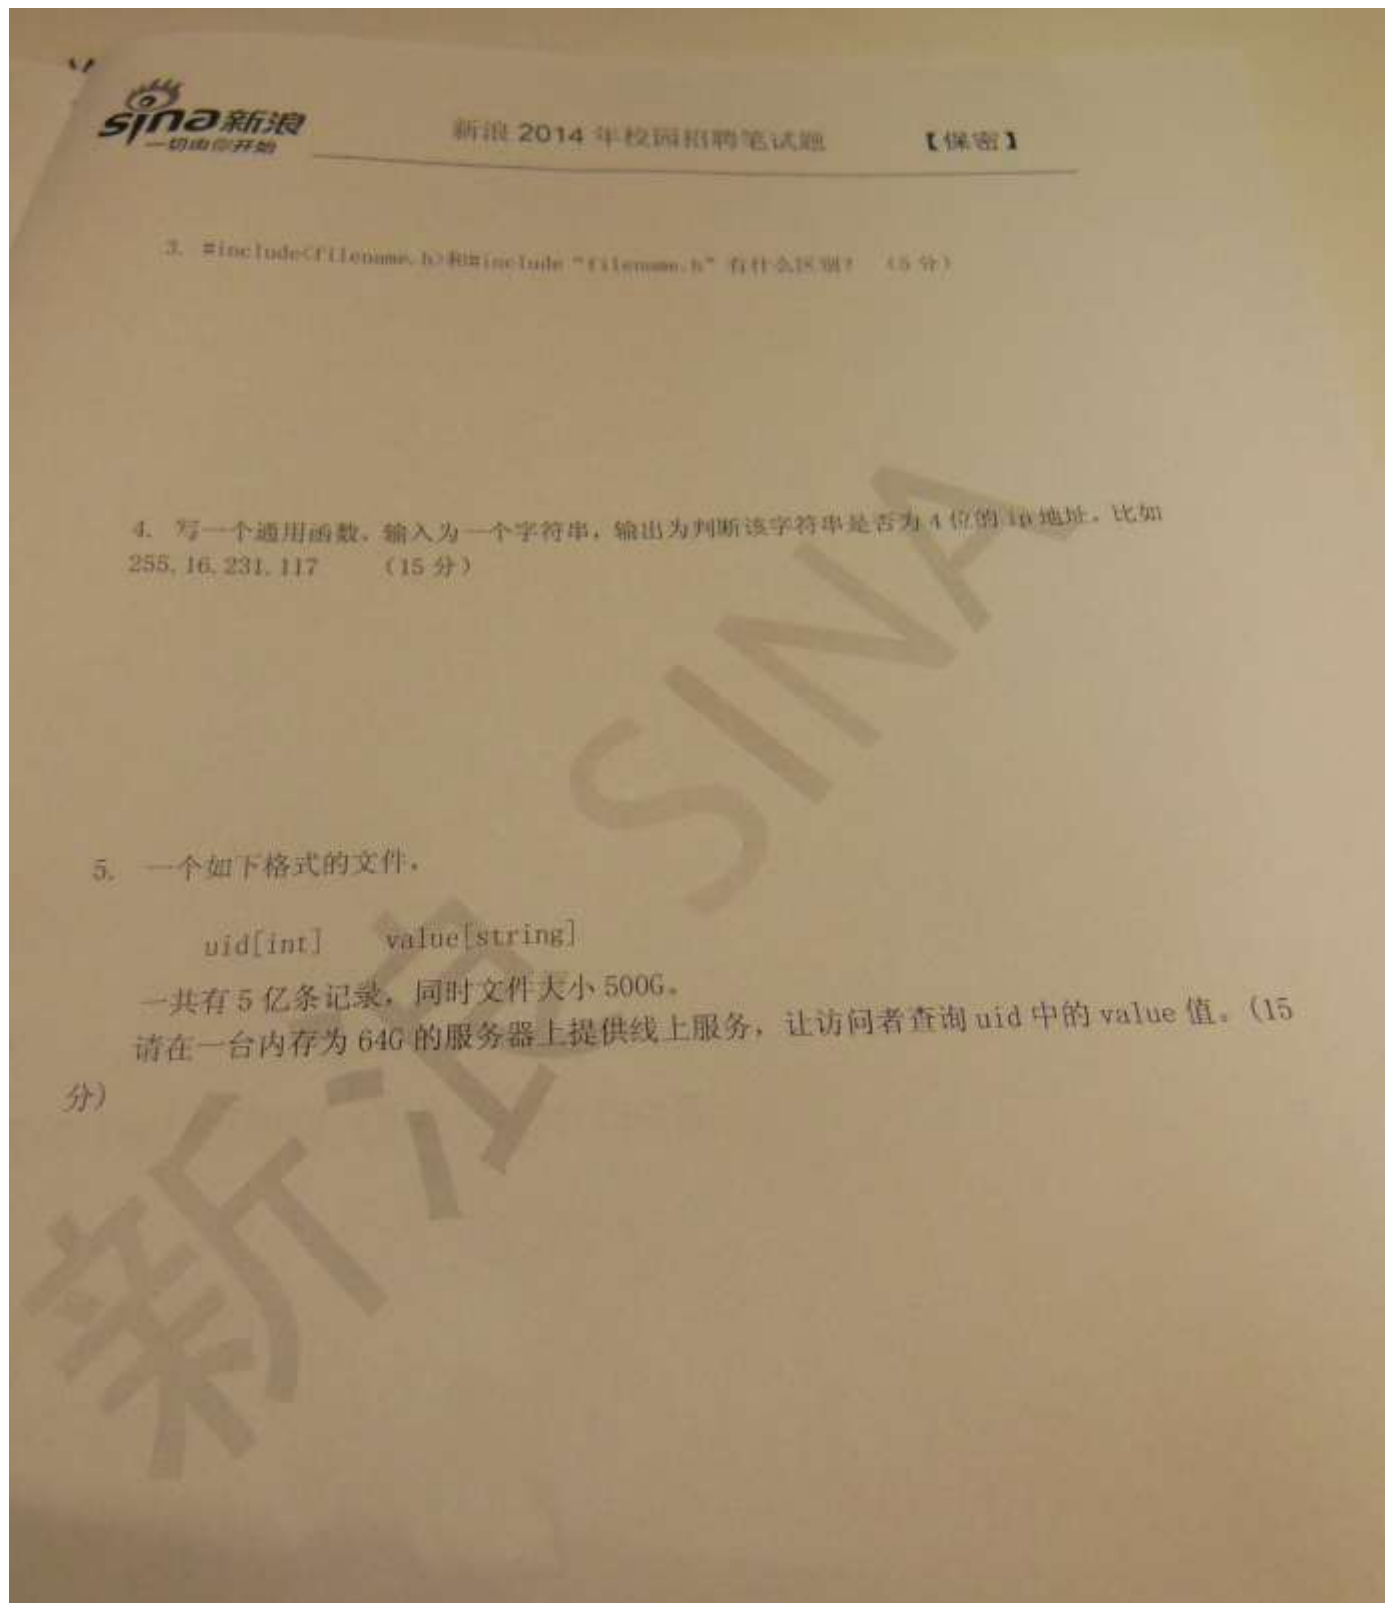 sina新浪
一切由你开始
新浪 2014 年校园招聘笔试题 【保密】
3. #include<filename.h>和#include “filename.h” 有什么区别? (5 分)
4. 写一个通用函数, 输入为一个字符串, 输出为判断该字符串是否为 4 位的 ip 地址. 比如
255.16.231.117 (15 分)
5. 一个如下格式的文件,
uid[int] value[string]
一共有 5 亿条记录, 同时文件大小 500G。
请在一台内存为 64G 的服务器上提供线上服务, 让访问者查询 uid 中的 value 值。(15
分)
新浪 SINA